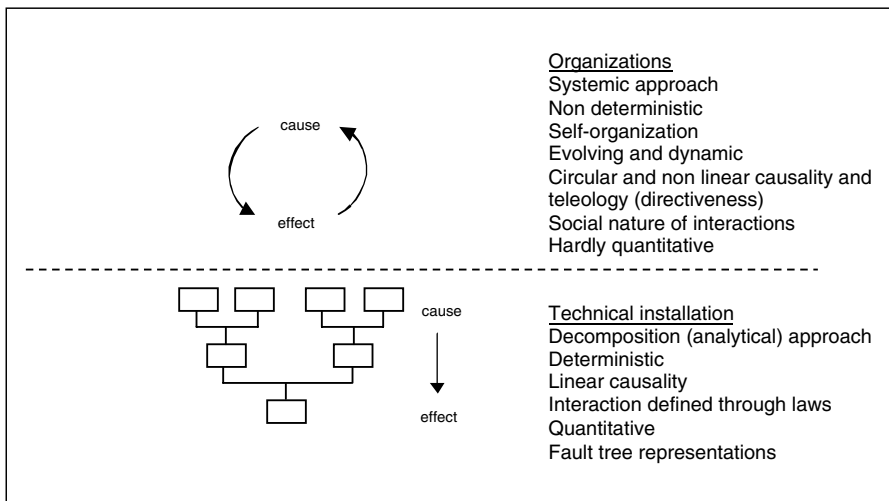 Organizations
Systemic approach
Non deterministic
Self-organization
Evolving and dynamic
Circular and non linear causality and
teleology (directiveness)
Social nature of interactions
Hardly quantitative
cause
effect
Technical installation
Decomposition (analytical) approach
Deterministic
Linear causality
Interaction defined through laws
Quantitative
Fault tree representations
cause
effect